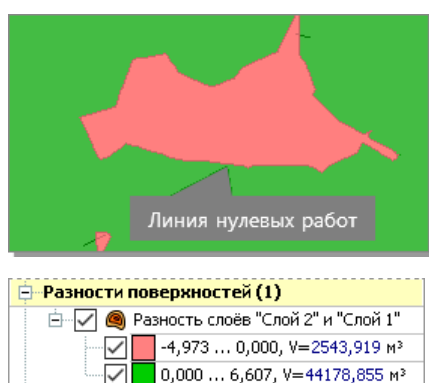 Линия нулевых работ
Разности поверхностей (1)
Разность слоёв "Слой 2" и "Слой 1"
-4,973 ... 0,000, V=2543,919 м³
0,000 ... 6,607, V=44178,855 м³